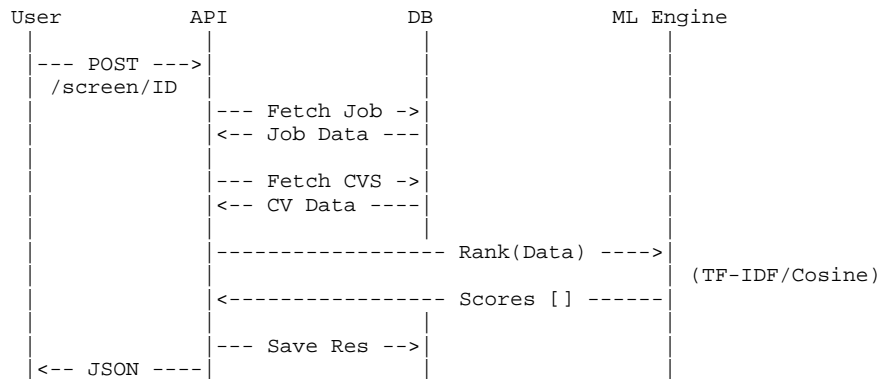 User API DB ML Engine
--- POST --->
/screen/ID
--- Fetch Job ->
<-- Job Data ---
--- Fetch CVS ->
<-- CV Data ----
----------------- Rank(Data) ---->
(TF-IDF/Cosine)
<---------------- Scores [] ------
--- Save Res -->
<-- JSON ----